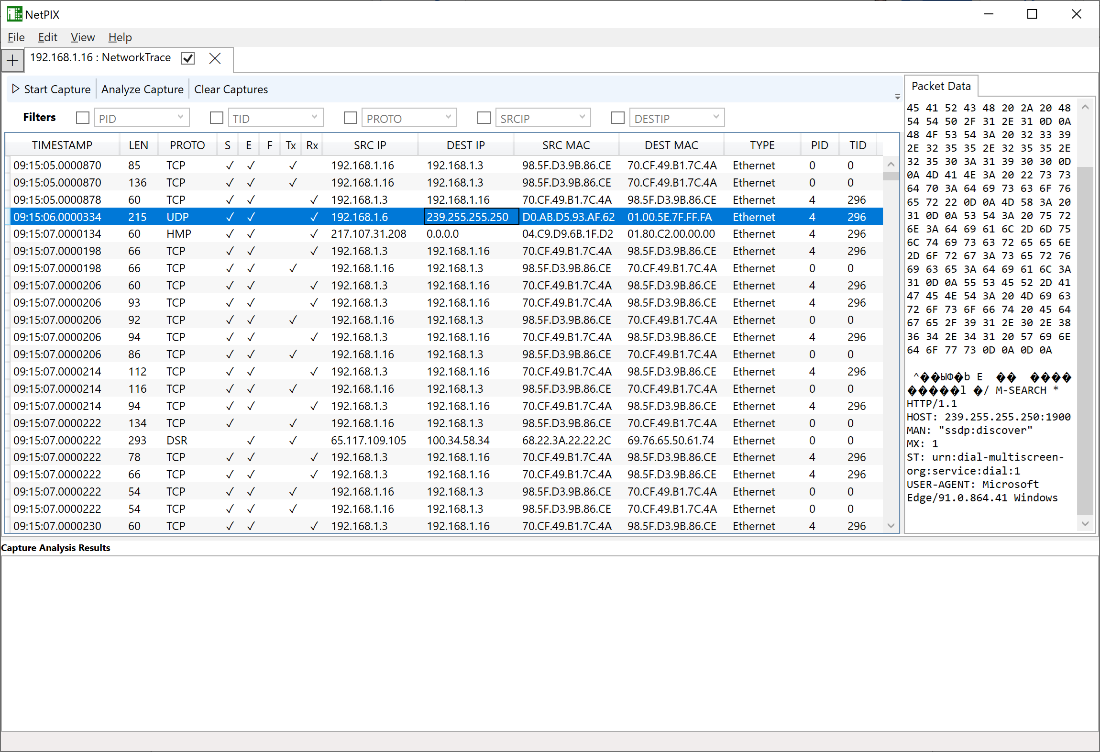 NetPIX
File Edit View Help
+ 192.168.1.16 : NetworkTrace
Start Capture Analyze Capture Clear Captures
Filters PID TID PROTO SRCIP DESTIP
TIMESTAMP LEN PROTO S E F Tx Rx SRC IP DEST IP SRC MAC DEST MAC TYPE PID TID
09:15:05.0000870 85 TCP ✓ ✓ ✓ 192.168.1.16 192.168.1.3 98.5F.D3.9B.86.CE 70.CF.49.B1.7C.4A Ethernet 0 0
09:15:05.0000870 136 TCP ✓ ✓ ✓ 192.168.1.16 192.168.1.3 98.5F.D3.9B.86.CE 70.CF.49.B1.7C.4A Ethernet 0 0
09:15:05.0000878 60 TCP ✓ ✓ ✓ 192.168.1.3 192.168.1.16 70.CF.49.B1.7C.4A 98.5F.D3.9B.86.CE Ethernet 4 296
09:15:06.0000334 215 UDP ✓ ✓ ✓ 192.168.1.6 239.255.255.250 D0.AB.D5.93.AF.62 01.00.5E.7F.FF.FA Ethernet 4 296
09:15:07.0000134 60 HMP ✓ ✓ ✓ 217.107.31.208 0.0.0.0 04.C9.D9.6B.1F.D2 01.80.C2.00.00.00 Ethernet 4 296
09:15:07.0000198 66 TCP ✓ ✓ ✓ 192.168.1.3 192.168.1.16 70.CF.49.B1.7C.4A 98.5F.D3.9B.86.CE Ethernet 4 296
09:15:07.0000198 66 TCP ✓ ✓ ✓ 192.168.1.16 192.168.1.3 98.5F.D3.9B.86.CE 70.CF.49.B1.7C.4A Ethernet 0 0
09:15:07.0000206 60 TCP ✓ ✓ ✓ 192.168.1.3 192.168.1.16 70.CF.49.B1.7C.4A 98.5F.D3.9B.86.CE Ethernet 4 296
09:15:07.0000206 93 TCP ✓ ✓ ✓ 192.168.1.3 192.168.1.16 70.CF.49.B1.7C.4A 98.5F.D3.9B.86.CE Ethernet 4 296
09:15:07.0000206 92 TCP ✓ ✓ ✓ 192.168.1.16 192.168.1.3 98.5F.D3.9B.86.CE 70.CF.49.B1.7C.4A Ethernet 0 0
09:15:07.0000206 94 TCP ✓ ✓ ✓ 192.168.1.3 192.168.1.16 70.CF.49.B1.7C.4A 98.5F.D3.9B.86.CE Ethernet 4 296
09:15:07.0000206 86 TCP ✓ ✓ ✓ 192.168.1.16 192.168.1.3 98.5F.D3.9B.86.CE 70.CF.49.B1.7C.4A Ethernet 0 0
09:15:07.0000214 112 TCP ✓ ✓ ✓ 192.168.1.3 192.168.1.16 70.CF.49.B1.7C.4A 98.5F.D3.9B.86.CE Ethernet 4 296
09:15:07.0000214 116 TCP ✓ ✓ ✓ 192.168.1.16 192.168.1.3 98.5F.D3.9B.86.CE 70.CF.49.B1.7C.4A Ethernet 0 0
09:15:07.0000214 94 TCP ✓ ✓ ✓ 192.168.1.3 192.168.1.16 70.CF.49.B1.7C.4A 98.5F.D3.9B.86.CE Ethernet 4 296
09:15:07.0000222 134 TCP ✓ ✓ ✓ 192.168.1.16 192.168.1.3 98.5F.D3.9B.86.CE 70.CF.49.B1.7C.4A Ethernet 0 0
09:15:07.0000222 293 DSR ✓ ✓ 65.117.109.105 100.34.58.34 68.22.3A.22.22.2C 69.76.65.50.61.74 Ethernet 0 0
09:15:07.0000222 78 TCP ✓ ✓ ✓ 192.168.1.3 192.168.1.16 70.CF.49.B1.7C.4A 98.5F.D3.9B.86.CE Ethernet 4 296
09:15:07.0000222 66 TCP ✓ ✓ ✓ 192.168.1.3 192.168.1.16 70.CF.49.B1.7C.4A 98.5F.D3.9B.86.CE Ethernet 4 296
09:15:07.0000222 54 TCP ✓ ✓ ✓ 192.168.1.16 192.168.1.3 98.5F.D3.9B.86.CE 70.CF.49.B1.7C.4A Ethernet 0 0
09:15:07.0000222 54 TCP ✓ ✓ ✓ 192.168.1.16 192.168.1.3 98.5F.D3.9B.86.CE 70.CF.49.B1.7C.4A Ethernet 0 0
09:15:07.0000230 60 TCP ✓ ✓ ✓ 192.168.1.3 192.168.1.16 70.CF.49.B1.7C.4A 98.5F.D3.9B.86.CE Ethernet 4 296
Packet Data
45 41 52 43 48 20 2A 20 48
54 54 50 2F 31 2E 31 0D 0A
48 4F 53 54 3A 20 32 33 39
2E 32 35 35 2E 32 35 35 2E
32 35 30 3A 31 39 30 30 0D
0A 4D 41 4E 3A 20 22 73 73
64 70 3A 64 69 73 63 6F 76
65 72 22 0D 0A 4D 58 3A 20
31 0D 0A 53 54 3A 20 75 72
6E 3A 64 69 61 6C 2D 6D 75
6C 74 69 73 63 72 65 65 6E
2D 6F 72 67 3A 73 65 72 76
69 63 65 3A 64 69 61 6C 3A
31 0D 0A 55 53 45 52 2D 41
47 45 4E 54 3A 20 4D 69 63
72 6F 73 6F 66 74 20 45 64
67 65 2F 39 31 2E 30 2E 38
36 34 2E 34 31 20 57 69 6E
64 6F 77 73 0D 0A 0D 0A
^��ЫՓ�b E �� ����
�����l �/ M-SEARCH *
HTTP/1.1
HOST: 239.255.255.250:1900
MAN: "ssdp:discover"
MX: 1
ST: urn:dial-multiscreen-
org:service:dial:1
USER-AGENT: Microsoft
Edge/91.0.864.41 Windows
Capture Analysis Results